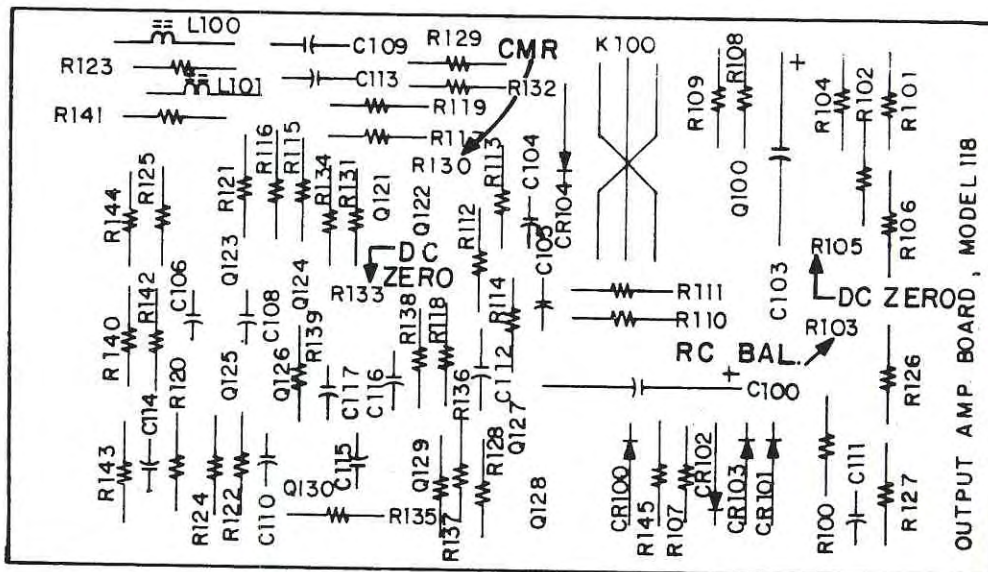 L100
C109
R129
CMR
K100
R108
R123
C113
R132
R109
R104
R102
R101
L101
R119
R141
R117
R116
R115
R130
R113
C104
R125
R121
R134
R131
Q121
Q122
CR104
Q100
R144
R112
C105
R106
Q123
DC
ZERO
R105
C106
Q124
R133
R114
R111
C103
DC ZERO
R142
C108
R139
R138
R118
R110
R103
R140
RC BAL.
R120
Q125
Q126
C117
C116
R136
C112
C100
R126
C114
Q127
R143
C115
Q129
R128
CR102
C111
R124
R122
C110
Q130
R135
R137
Q128
CR100
R145
R107
CR103
CR101
R100
R127
OUTPUT AMP. BOARD, MODEL 118